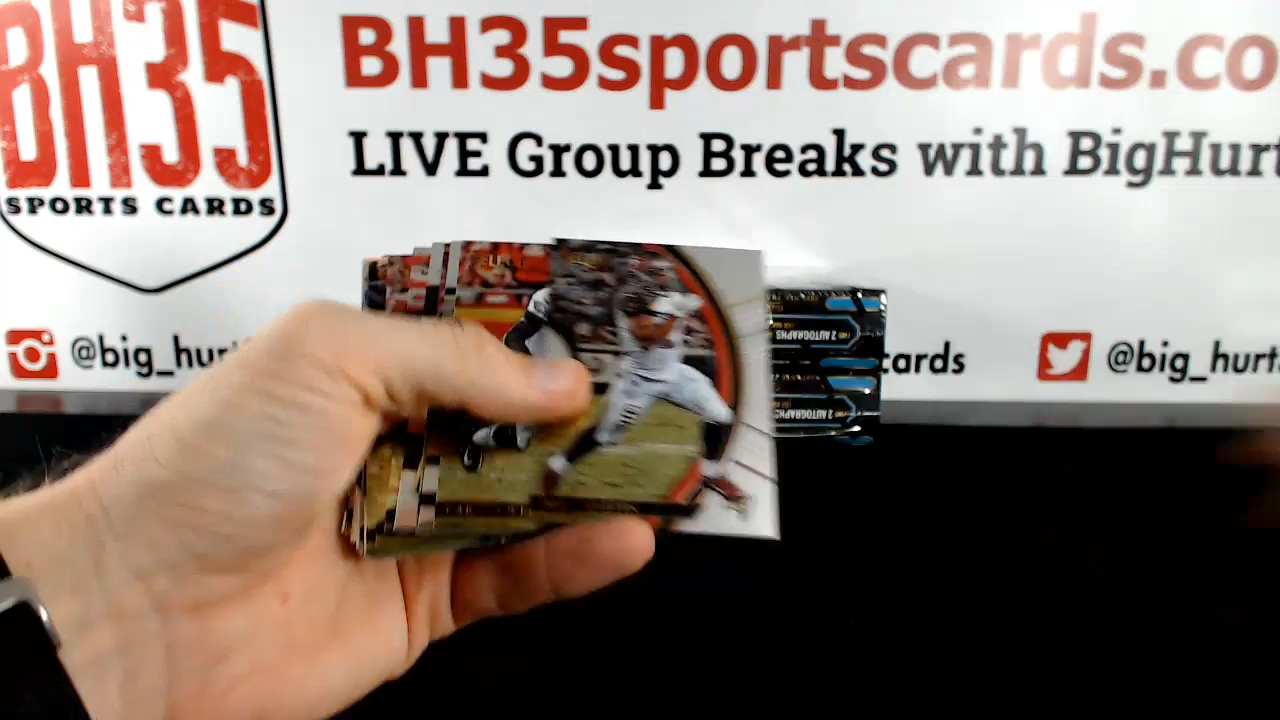 BH35
SPORTS CARDS
BH35sportscards.co
LIVE Group Breaks with BigHurt
@big_hur
cards
@big_hurt
2 AUTOGRAPHS
2 AUTOGRAPHS